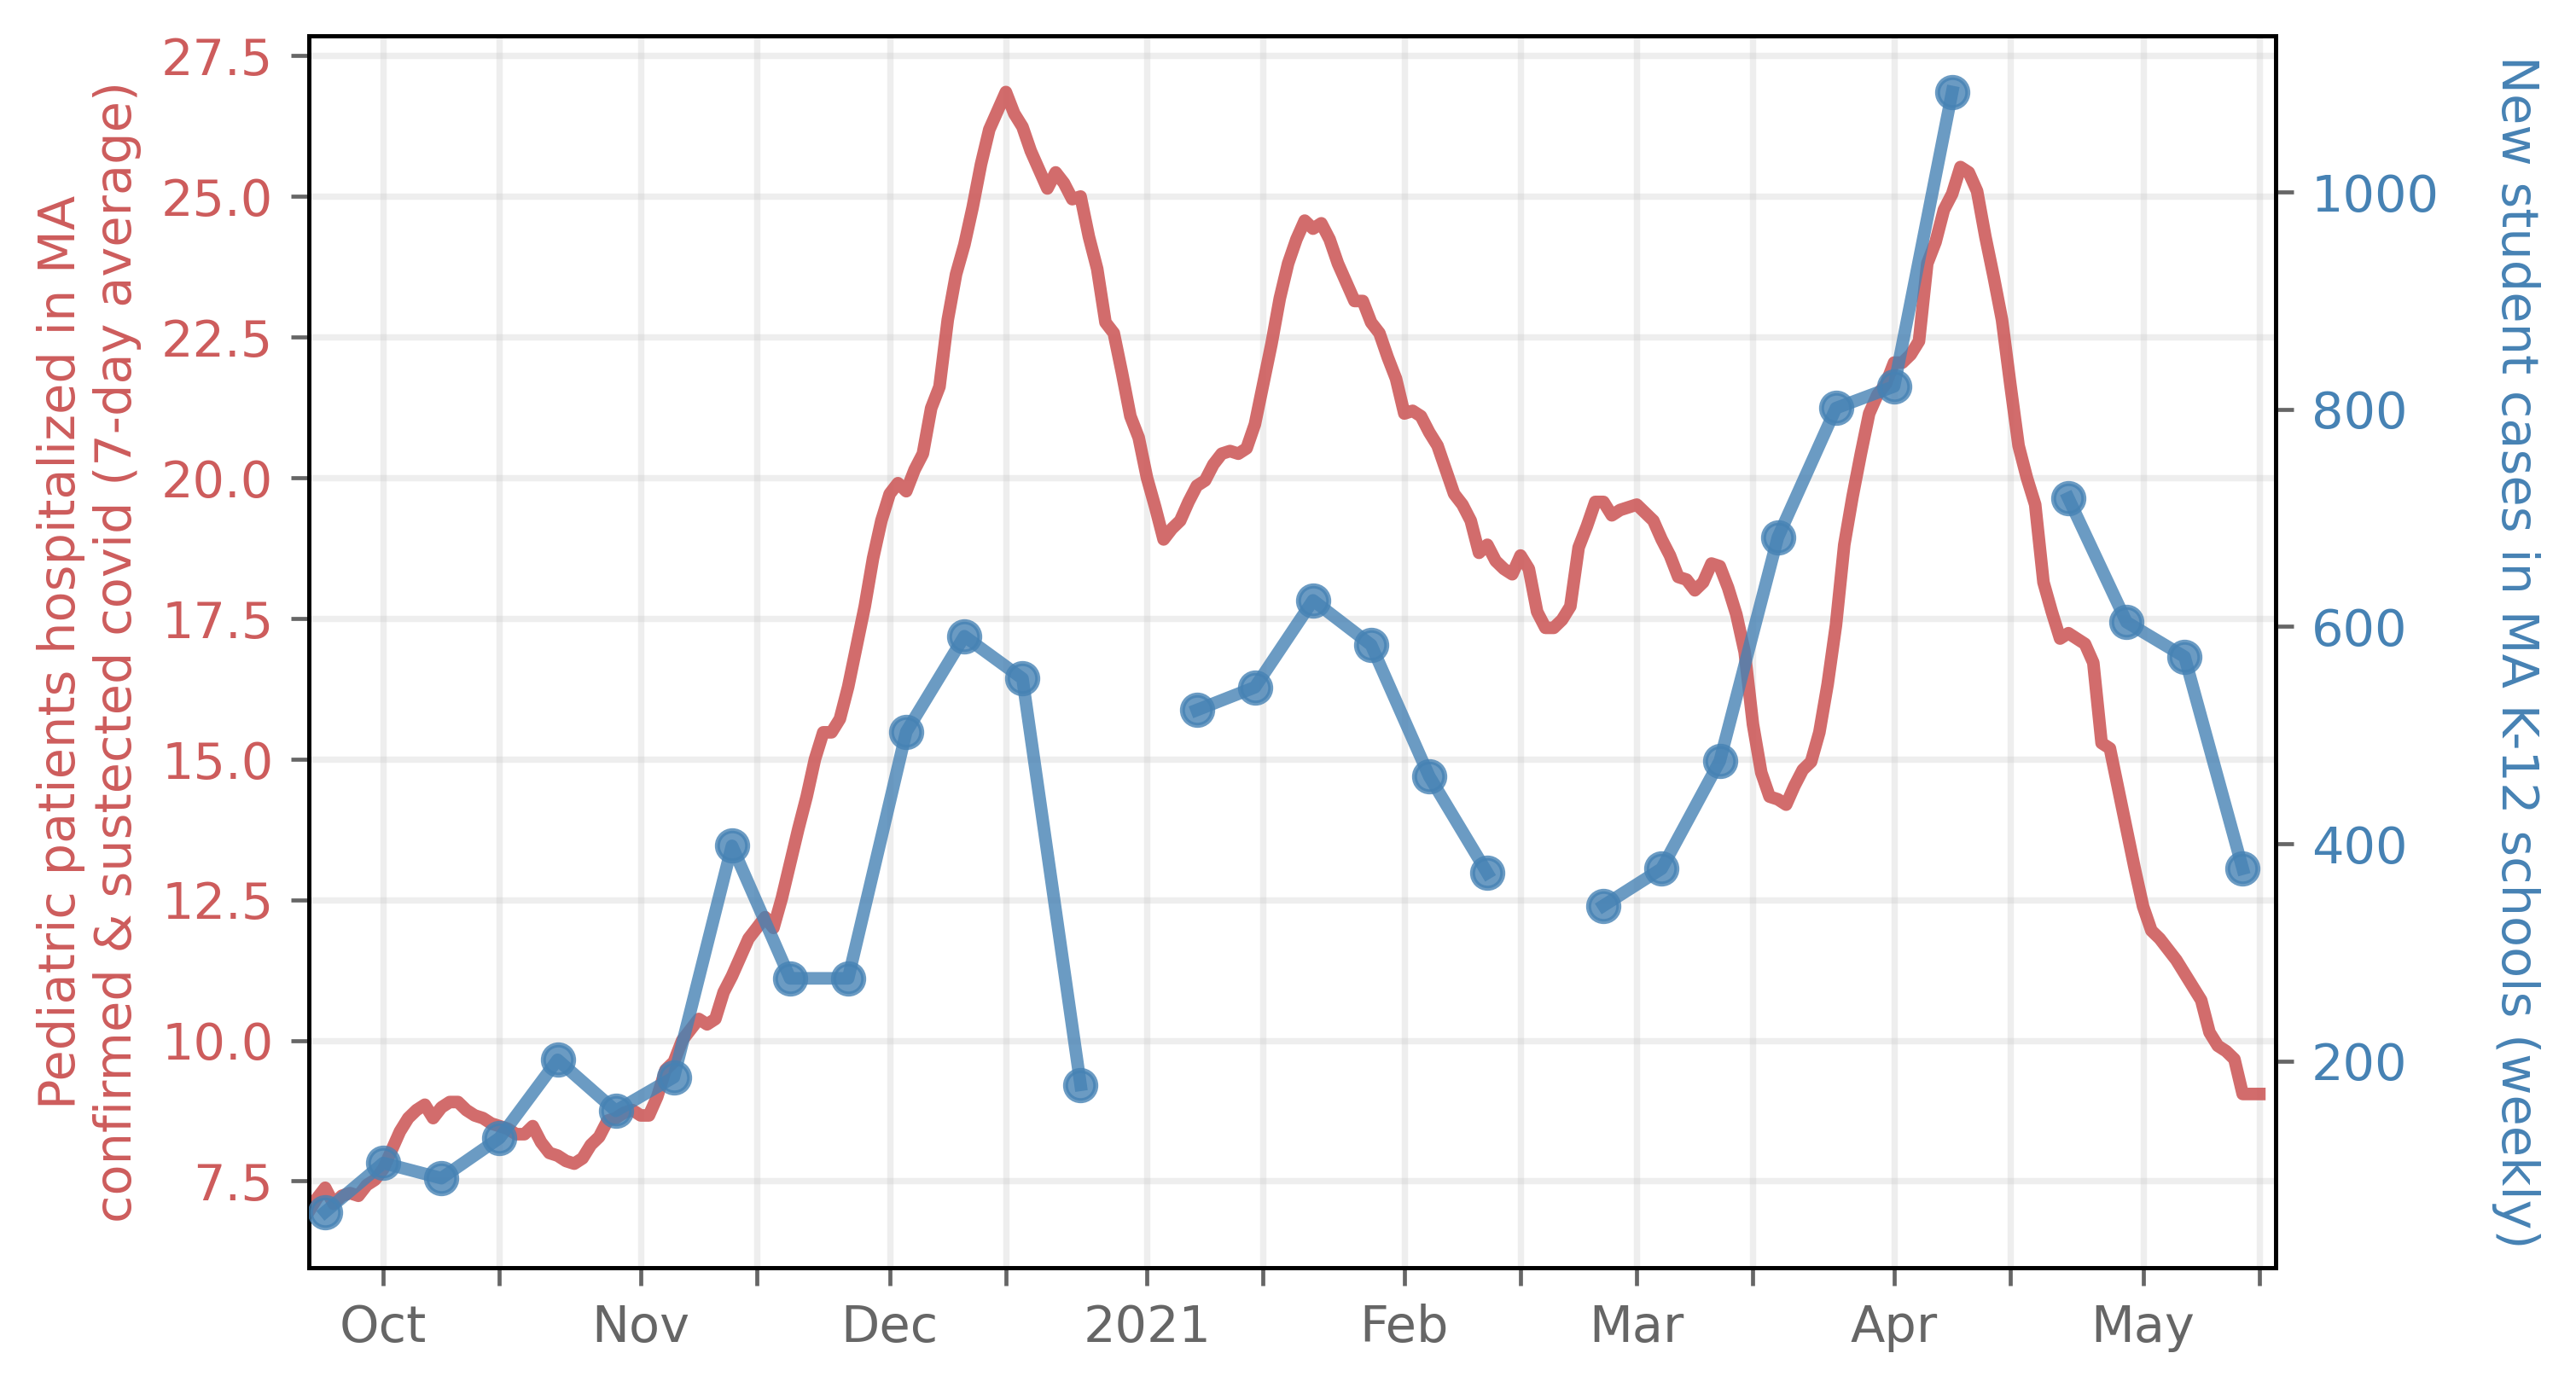 Pediatric patients hospitalized in MA
confirmed & sustected covid (7-day average)
27.5
25.0
22.5
20.0
17.5
15.0
12.5
10.0
7.5
Oct
Nov
Dec
2021
Feb
Mar
Apr
May
1000
800
600
400
200
New student cases in MA K-12 schools (weekly)